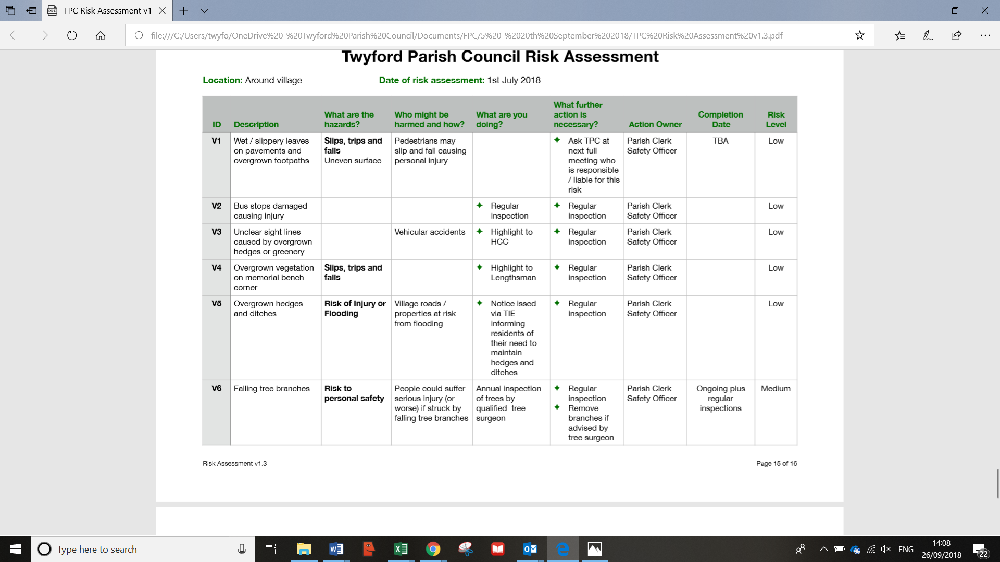 TPC Risk Assessment v1
file:///C:/Users/twyfo/OneDrive%20-%20Twyford%20Parish%20Council/Documents/FPC/5%20-%2020th%20September%202018/TPC%20Risk%20Assessment%20v1.3.pdf
Twyford Parish Council Risk Assessment
Location: Around village
Date of risk assessment: 1st July 2018
ID
Description
What are the
hazards?
Who might be
harmed and how?
What are you
doing?
What further
action is
necessary?
Action Owner
Completion
Date
Risk
Level
V1
Wet / slippery leaves
on pavements and
overgrown footpaths
Slips, trips and
falls
Uneven surface
Pedestrians may
slip and fall causing
personal injury
Ask TPC at
next full
meeting who
is responsible
/ liable for this
risk
Parish Clerk
Safety Officer
TBA
Low
V2
Bus stops damaged
causing injury
Regular
inspection
Regular
inspection
Parish Clerk
Safety Officer
Low
V3
Unclear sight lines
caused by overgrown
hedges or greenery
Vehicular accidents
Highlight to
HCC
Regular
inspection
Parish Clerk
Safety Officer
Low
V4
Overgrown vegetation
on memorial bench
corner
Slips, trips and
falls
Highlight to
Lengthsman
Regular
inspection
Parish Clerk
Safety Officer
Low
V5
Overgrown hedges
and ditches
Risk of Injury or
Flooding
Village roads /
properties at risk
from flooding
Notice issed
via TIE
informing
residents of
their need to
maintain
hedges and
ditches
Regular
inspection
Parish Clerk
Safety Officer
Low
V6
Falling tree branches
Risk to
personal safety
People could suffer
serious injury (or
worse) if struck by
falling tree branches
Annual inspection
of trees by
qualified tree
surgeon
Regular
inspection
Remove
branches if
advised by
tree surgeon
Parish Clerk
Safety Officer
Ongoing plus
regular
inspections
Medium
Risk Assessment v1.3
Page 15 of 16
Type here to search
ENG
14:08
26/09/2018
22